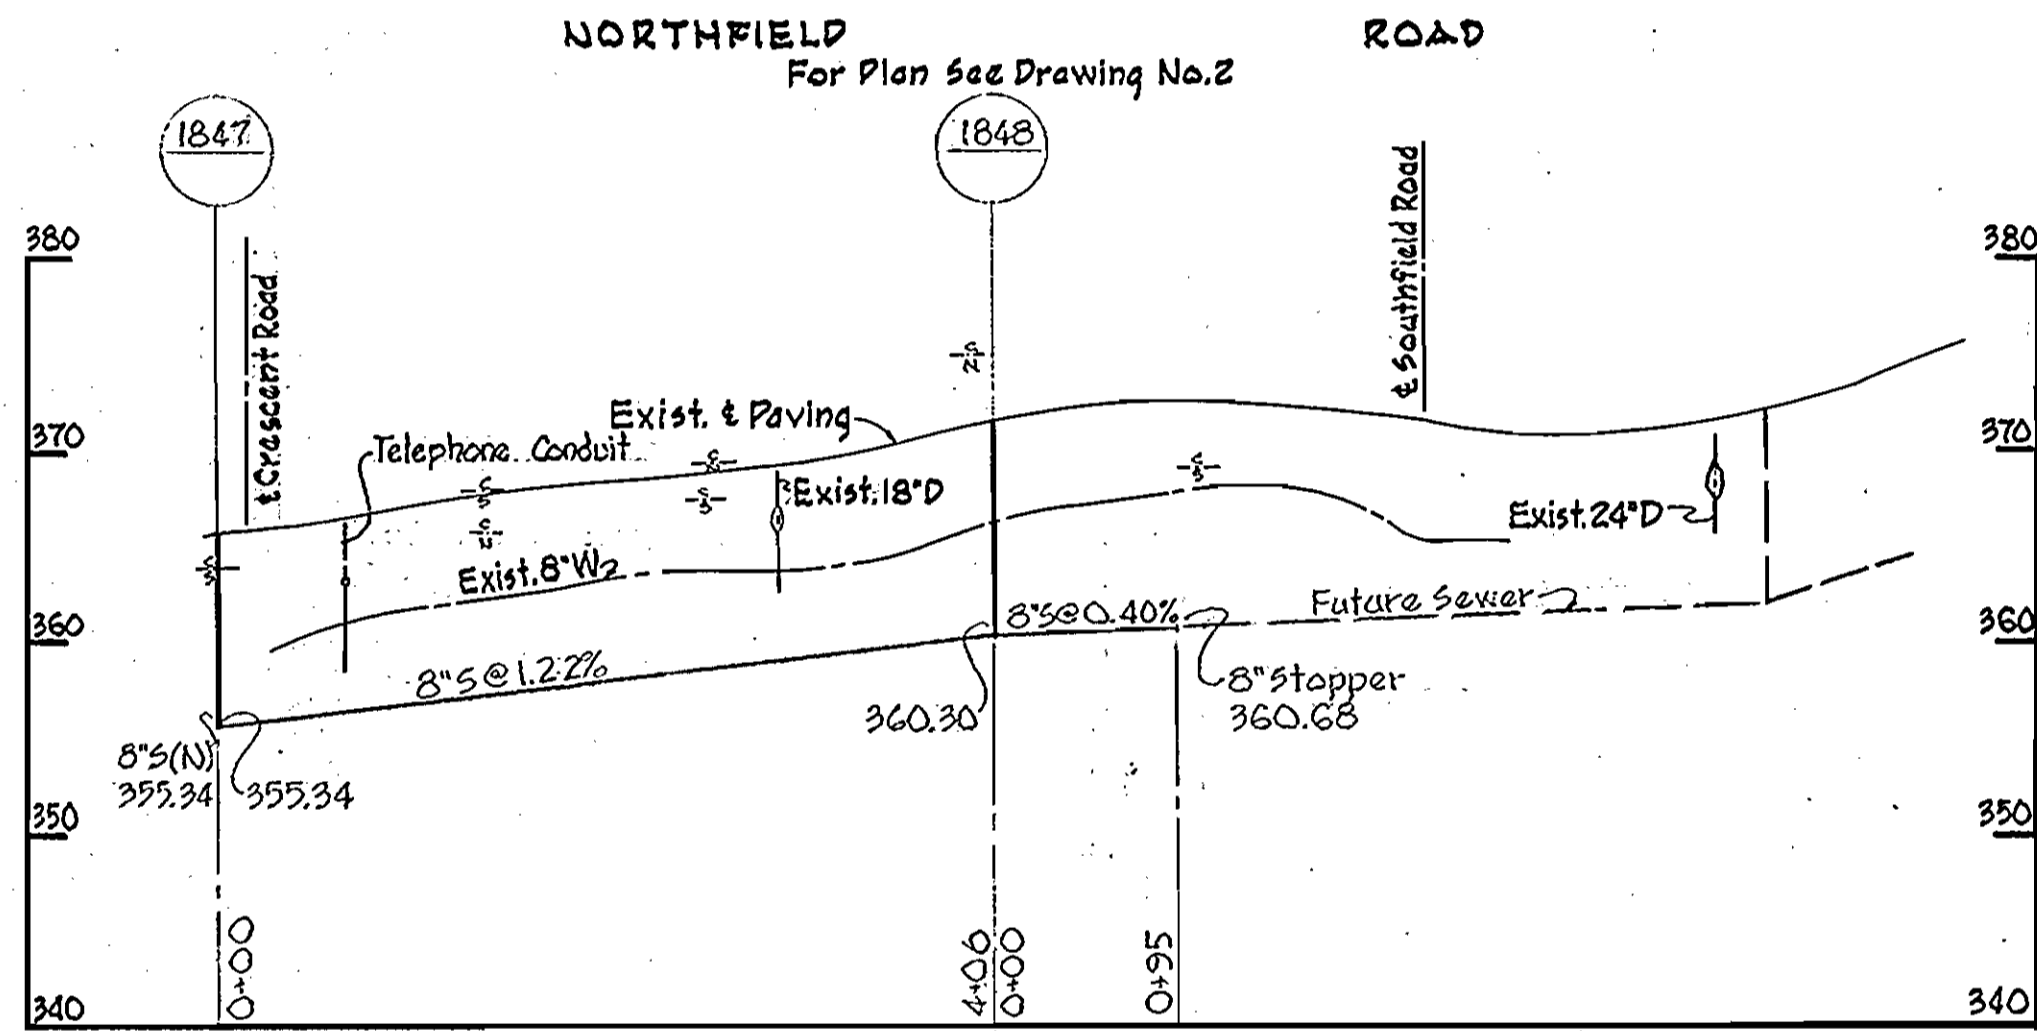 NORTHFIELD ROAD
For Plan See Drawing No.2
1847
1848
380
380
℄ Crescent Road
℄ Southfield Road
Exist. ℄ Paving
370
370
Telephone Conduit
Exist. 18"D
Exist. 24"D
Exist. 8"W
8"S@0.40%
Future Sewer
360
360
8"S@1.22%
8"Stopper
360.68
360.30
8"S(N)
355.34
355.34
350
350
0+00
4+06
0+00
0+95
340
340